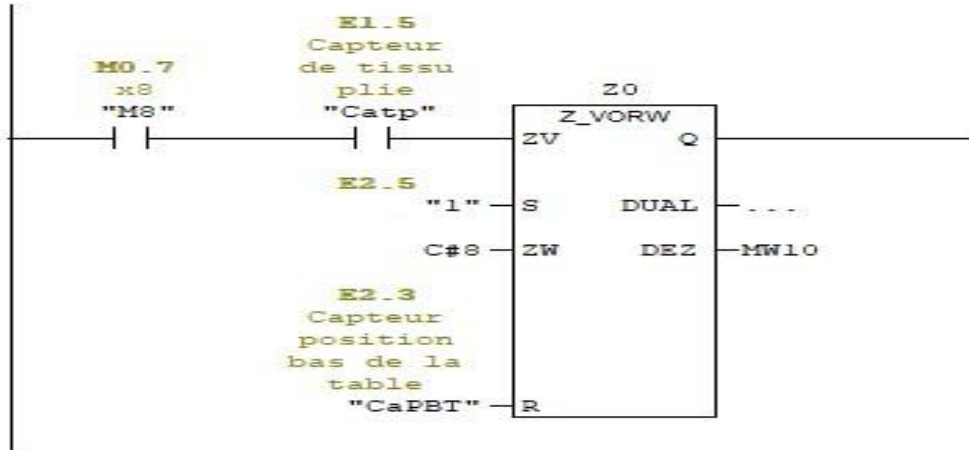 E1.5
Capteur
de tissu
plie
"Catp"
M0.7
x8
"M8"
Z0
Z_VORW
ZV Q
E2.5
"1" S DUAL ...
C#8 ZW DEZ MW10
E2.3
Capteur
position
bas de la
table
"CaPBT" R